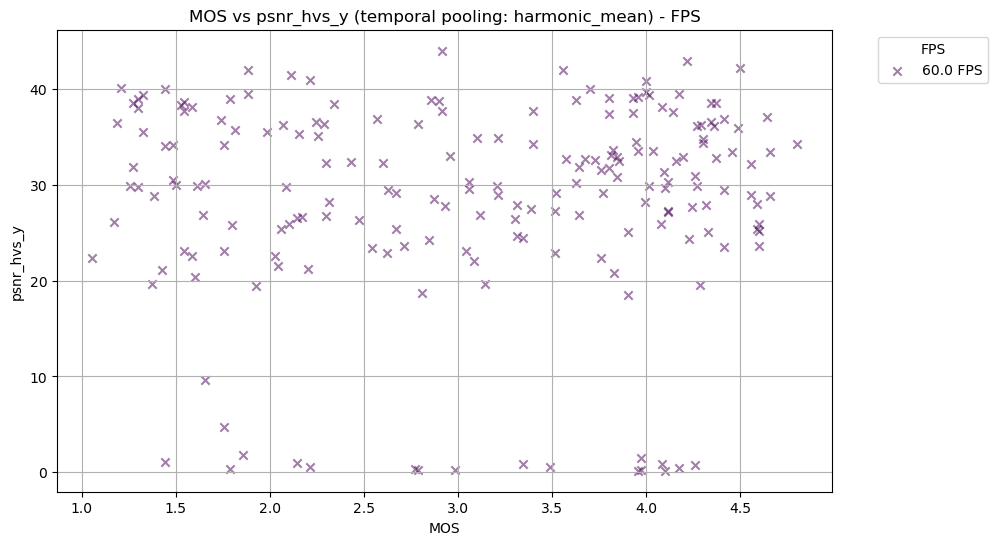 MOS vs psnr_hvs_y (temporal pooling: harmonic_mean) - FPS
FPS
60.0 FPS
psnr_hvs_y
40
30
20
10
0
1.0 1.5 2.0 2.5 3.0 3.5 4.0 4.5
MOS